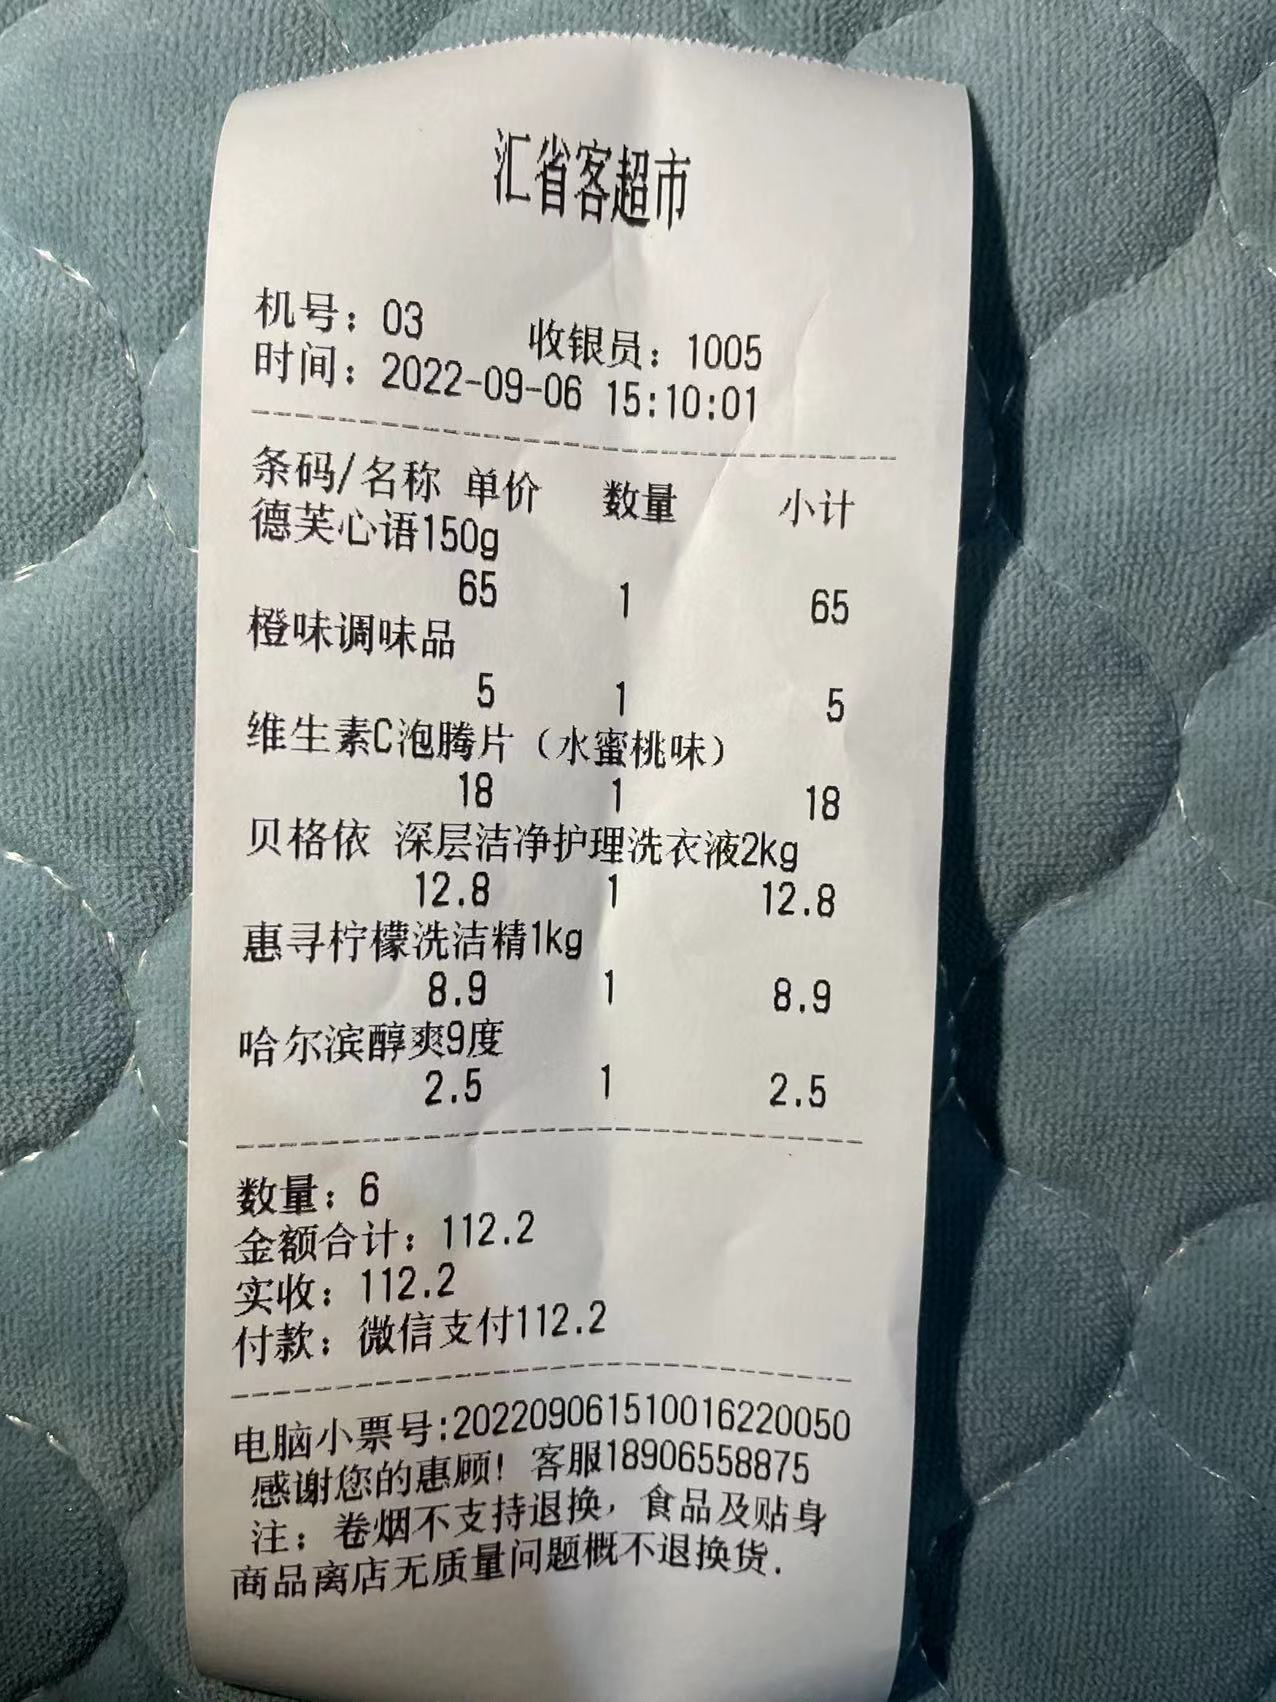 汇省客超市
机号：03 收银员：1005
时间：2022-09-06 15:10:01
条码/名称 单价 数量 小计
德芙心语150g
65 1 65
橙味调味品
5 1 5
维生素C泡腾片（水蜜桃味）
18 1 18
贝格依 深层洁净护理洗衣液2kg
12.8 1 12.8
惠寻柠檬洗洁精1kg
8.9 1 8.9
哈尔滨醇爽9度
2.5 1 2.5
数量：6
金额合计：112.2
实收：112.2
付款：微信支付112.2
电脑小票号:202209061510016220050
感谢您的惠顾！客服18906558875
注；卷烟不支持退换，食品及贴身
商品离店无质量问题概不退换货.